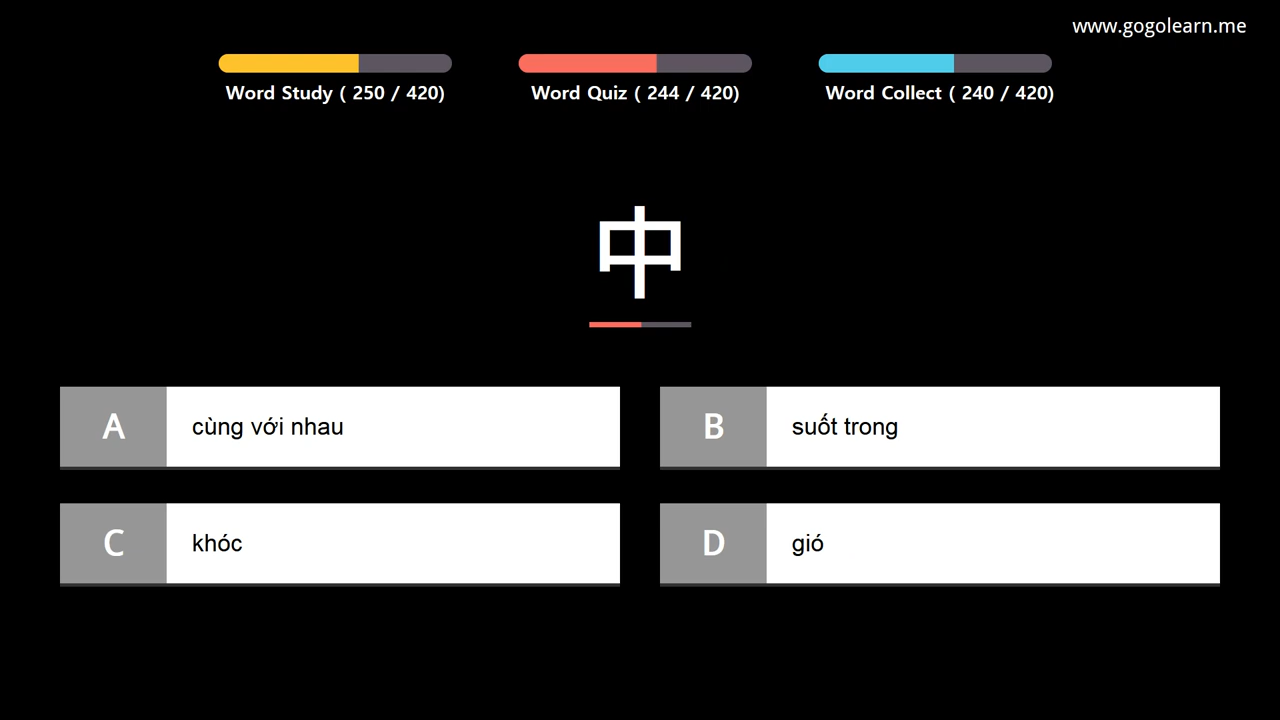 www.gogolearn.me
Word Study ( 250 / 420)
Word Quiz ( 244 / 420)
Word Collect ( 240 / 420)
中
A
cùng với nhau
B
suốt trong
C
khóc
D
gió